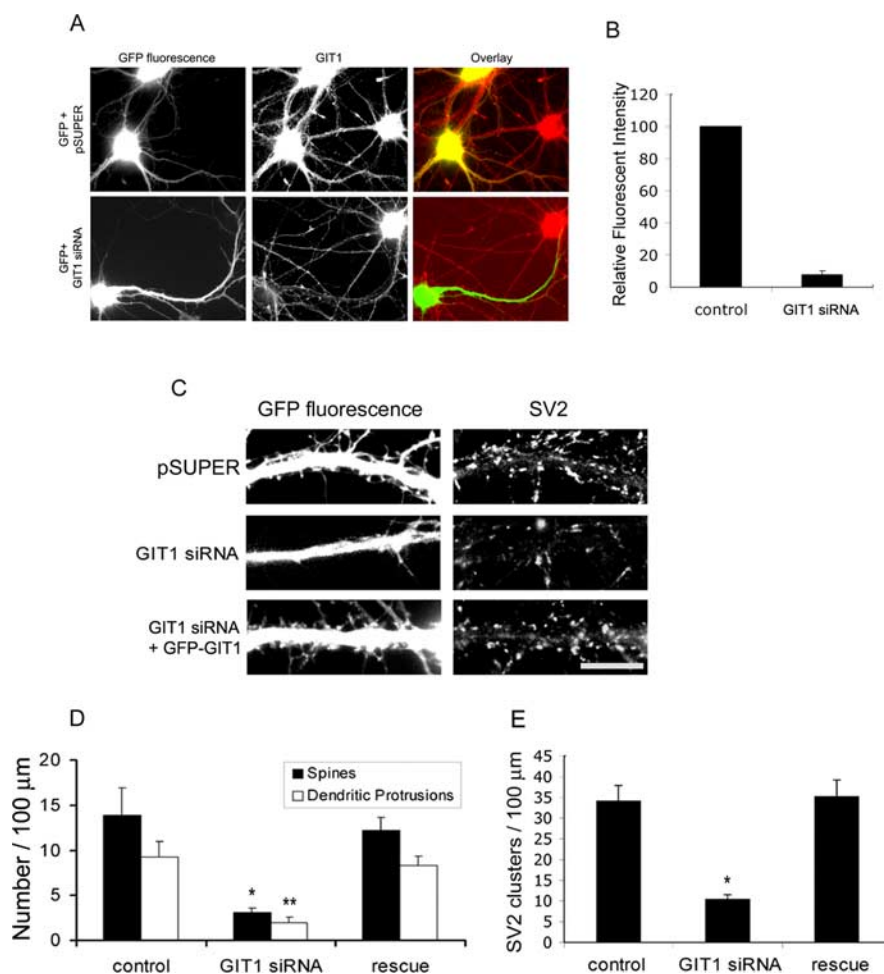 A
GFP fluorescence GIT1 Overlay
GFP +
pSUPER
GFP+
GIT1 siRNA
B
Relative Fluorescent Intensity
120
100
80
60
40
20
0
control GIT1 siRNA
C
GFP fluorescence SV2
pSUPER
GIT1 siRNA
GIT1 siRNA
+ GFP-GIT1
D
Number / 100 µm
20
15
10
5
0
Spines
Dendritic Protrusions
* **
control GIT1 siRNA rescue
E
SV2 clusters / 100 µm
45
40
35
30
25
20
15
10
5
0
*
control GIT1 siRNA rescue